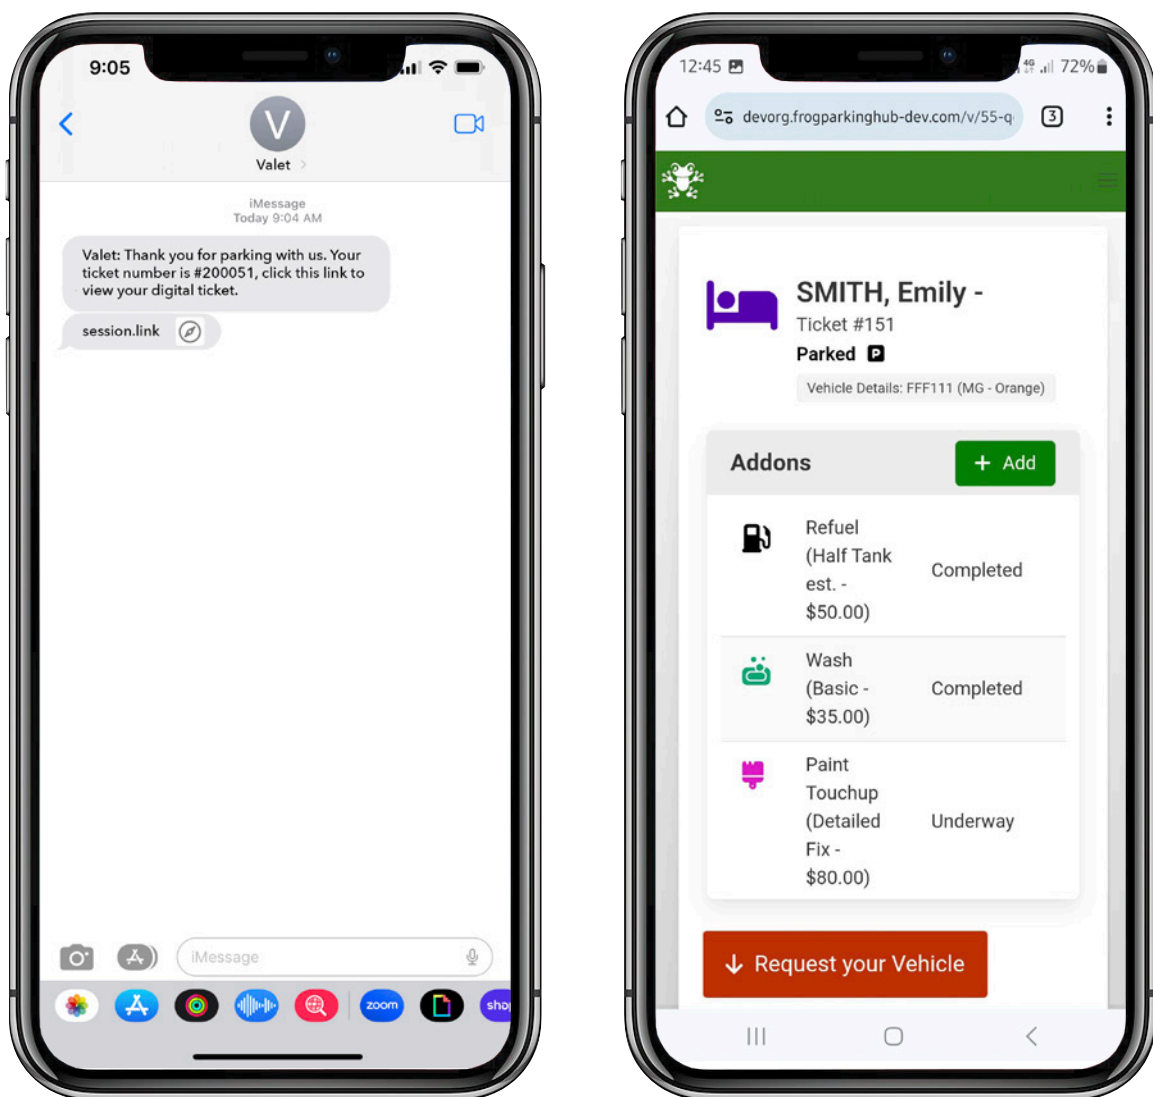 9:05
V
Valet
iMessage
Today 9:04 AM
Valet: Thank you for parking with us. Your
ticket number is #200051, click this link to
view your digital ticket.
session.link
iMessage
zoom
shop
12:45
4G 72%
devorg.frogparkinghub-dev.com/v/55-q
3
SMITH, Emily -
Ticket #151
Parked P
Vehicle Details: FFF111 (MG - Orange)
Addons
+ Add
Refuel
(Half Tank
est. -
$50.00)
Completed
Wash
(Basic -
$35.00)
Completed
Paint
Touchup
(Detailed
Fix -
$80.00)
Underway
Request your Vehicle